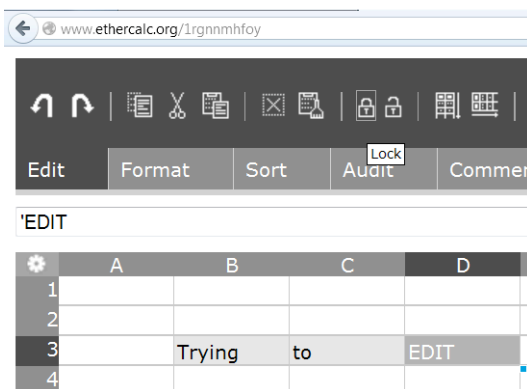 www.ethercalc.org/1rgnnmhfoy
Lock
Edit Format Sort Audit Commer
'EDIT
A B C D
1
2
3 Trying to EDIT
4